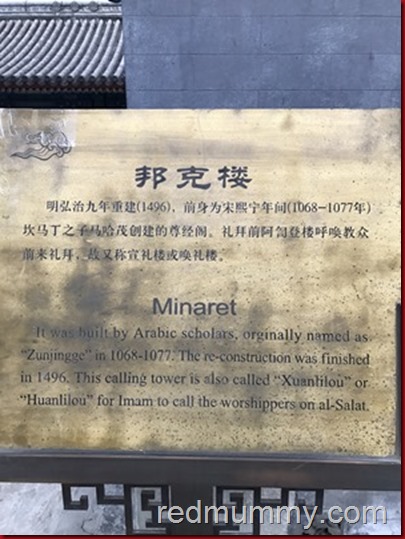 邦克楼
明弘治九年重建(1496)，前身为宋熙宁年间(1068-1077年)
坎马丁之子马哈茂创建的尊经阁。礼拜前阿訇登楼呼唤教众
前来礼拜，故又称宣礼楼或唤礼楼。
Minaret
It was built by Arabic scholars, orginally named as
“Zunjingge” in 1068-1077. The re-construction was finished
in 1496. This calling tower is also called “Xuanlilou” or
“Huanlilou” for Imam to call the worshippers on al-Salat.
redmummy.com